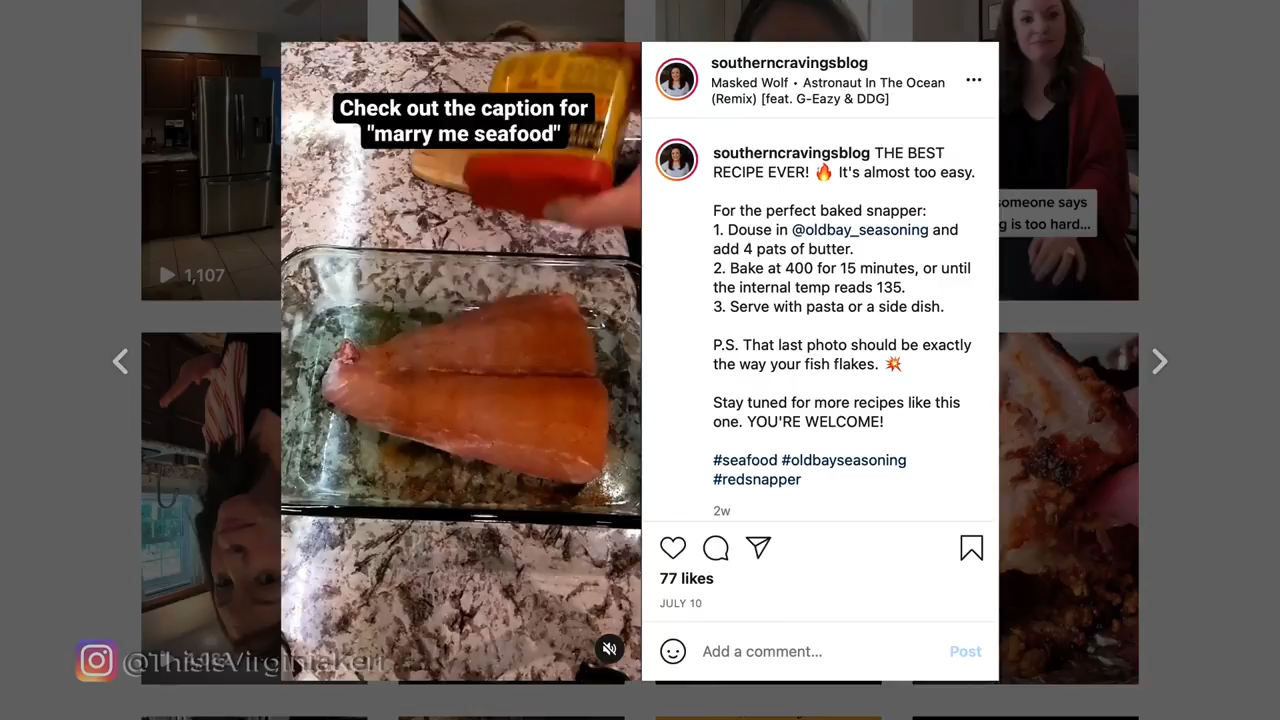 Check out the caption for
"marry me seafood"
southerncravingsblog
Masked Wolf • Astronaut In The Ocean
(Remix) [feat. G-Eazy & DDG]
southerncravingsblog THE BEST
RECIPE EVER! 🔥 It's almost too easy.
For the perfect baked snapper:
1. Douse in @oldbay_seasoning and
add 4 pats of butter.
2. Bake at 400 for 15 minutes, or until
the internal temp reads 135.
3. Serve with pasta or a side dish.
P.S. That last photo should be exactly
the way your fish flakes. 💥
Stay tuned for more recipes like this
one. YOU'RE WELCOME!
#seafood #oldbayseasoning
#redsnapper
2w
77 likes
JULY 10
Add a comment...
Post
1,107
someone says
is too hard...
@ThisIsVirginiakerr